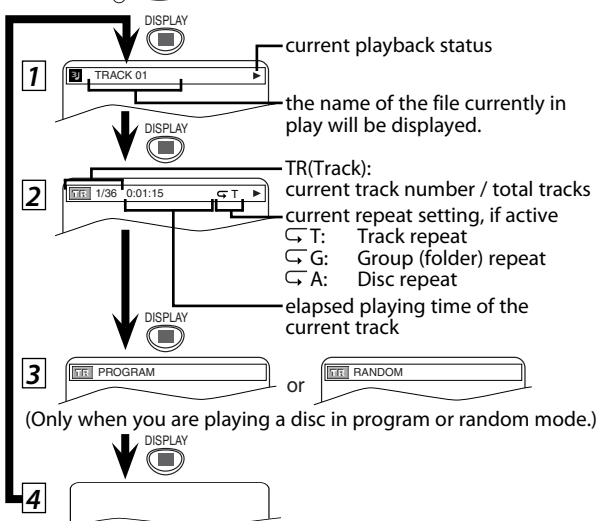 DISPLAY
current playback status
1
TRACK 01
the name of the file currently in
play will be displayed.
DISPLAY
TR(Track):
current track number / total tracks
2
TR 1/36 0:01:15 T
current repeat setting, if active
T: Track repeat
G: Group (folder) repeat
A: Disc repeat
elapsed playing time of the
current track
DISPLAY
3
TR PROGRAM
or
TR RANDOM
(Only when you are playing a disc in program or random mode.)
DISPLAY
4